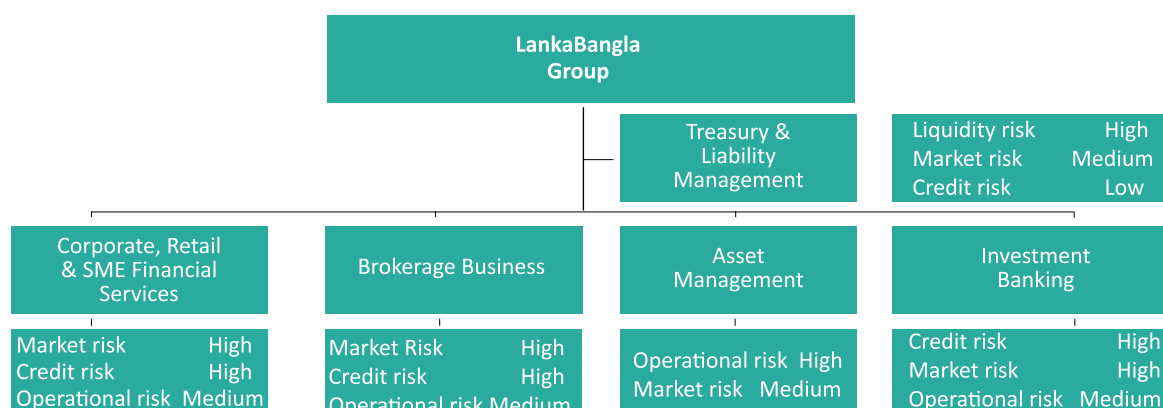 LankaBangla
Group
Treasury &
Liability
Management
Liquidity risk High
Market risk Medium
Credit risk Low
Corporate, Retail
& SME Financial
Services
Brokerage Business
Asset
Management
Investment
Banking
Market risk High
Credit risk High
Operational risk Medium
Market Risk High
Credit risk High
Operational risk Medium
Operational risk High
Market risk Medium
Credit risk High
Market risk High
Operational risk Medium